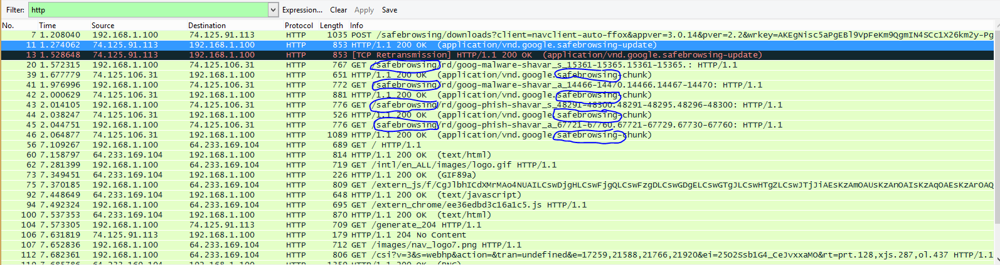 Filter: http Expression... Clear Apply Save
No. Time Source Destination Protocol Length Info
7 1.208040 192.168.1.100 74.125.91.113 HTTP 1035 POST /safebrowsing/downloads?client=navclient-auto-ffox&appver=3.0.14&pver=2.2&wrkey=AKEgNisc5aPgEBl9VpFeKm9QgmIN4SCc1X26km2y-Pg
11 1.274062 74.125.91.113 192.168.1.100 HTTP 853 HTTP/1.1 200 OK (application/vnd.google.safebrowsing-update)
13 1.528648 74.125.91.113 192.168.1.100 HTTP 853 [TCP Retransmission] HTTP/1.1 200 OK (application/vnd.google.safebrowsing-update)
20 1.572315 192.168.1.100 74.125.106.31 HTTP 767 GET /safebrowsing/rd/goog-malware-shavar_s_15361-15365.15361-15365.: HTTP/1.1
39 1.677779 74.125.106.31 192.168.1.100 HTTP 651 HTTP/1.1 200 OK (application/vnd.google.safebrowsing-chunk)
41 1.976996 192.168.1.100 74.125.106.31 HTTP 772 GET /safebrowsing/rd/goog-malware-shavar_a_14466-14470.14466.14467-14470: HTTP/1.1
42 2.000629 74.125.106.31 192.168.1.100 HTTP 881 HTTP/1.1 200 OK (application/vnd.google.safebrowsing-chunk)
43 2.014105 192.168.1.100 74.125.106.31 HTTP 776 GET /safebrowsing/rd/goog-phish-shavar_s_48291-48300.48291-48295.48296-48300: HTTP/1.1
44 2.038247 74.125.106.31 192.168.1.100 HTTP 526 HTTP/1.1 200 OK (application/vnd.google.safebrowsing-chunk)
45 2.044751 192.168.1.100 74.125.106.31 HTTP 776 GET /safebrowsing/rd/goog-phish-shavar_a_67721-67760.67721-67729.67730-67760: HTTP/1.1
46 2.064877 74.125.106.31 192.168.1.100 HTTP 1089 HTTP/1.1 200 OK (application/vnd.google.safebrowsing-chunk)
56 7.109267 192.168.1.100 64.233.169.104 HTTP 689 GET / HTTP/1.1
60 7.158797 64.233.169.104 192.168.1.100 HTTP 814 HTTP/1.1 200 OK (text/html)
62 7.281399 192.168.1.100 64.233.169.104 HTTP 719 GET /intl/en_ALL/images/logo.gif HTTP/1.1
73 7.349451 64.233.169.104 192.168.1.100 HTTP 226 HTTP/1.1 200 OK (GIF89a)
75 7.370185 192.168.1.100 64.233.169.104 HTTP 809 GET
92 7.448649 64.233.169.104 192.168.1.100 HTTP 648 HTTP/1.1 200 OK (text/javascript)
94 7.492324 192.168.1.100 64.233.169.104 HTTP 695 GET /extern_chrome/ee36edbd3c16a1c5.js HTTP/1.1
100 7.537353 64.233.169.104 192.168.1.100 HTTP 870 HTTP/1.1 200 OK (text/html)
104 7.573305 192.168.1.100 74.125.91.113 HTTP 709 GET /generate_204 HTTP/1.1
106 7.631819 74.125.91.113 192.168.1.100 HTTP 179 HTTP/1.1 204 No Content
107 7.652836 192.168.1.100 64.233.169.104 HTTP 712 GET /images/nav_logo7.png HTTP/1.1
112 7.682361 192.168.1.100 64.233.169.104 HTTP 806 GET /csi?v=3&s=webhp&action=&tran=undefined&e=17259,21588,21766,21920&ei=2502Ssb1G4_CeJvxxaMO&rt=prt.128,xjs.287,ol.437 HTTP/1.1